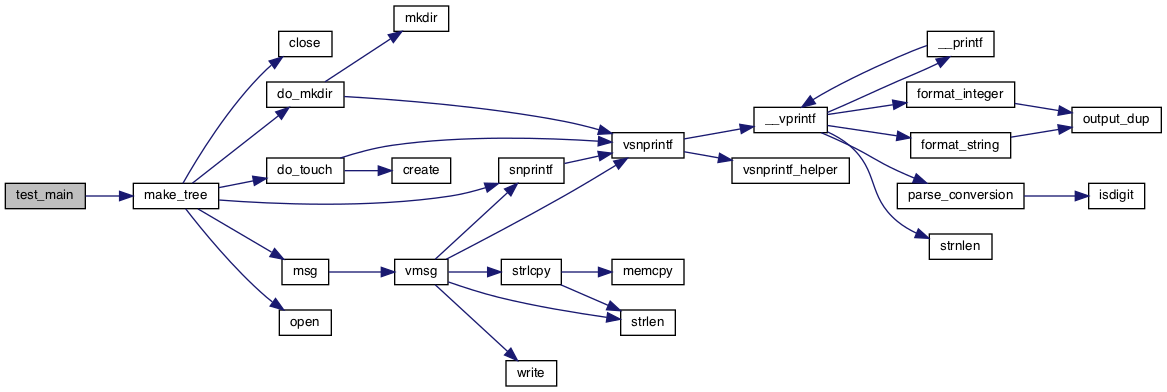 test_main
make_tree
close
do_mkdir
do_touch
msg
open
mkdir
create
vmsg
snprintf
strlcpy
write
vsnprintf
memcpy
strlen
__vprintf
vsnprintf_helper
__printf
format_integer
format_string
parse_conversion
strnlen
output_dup
isdigit